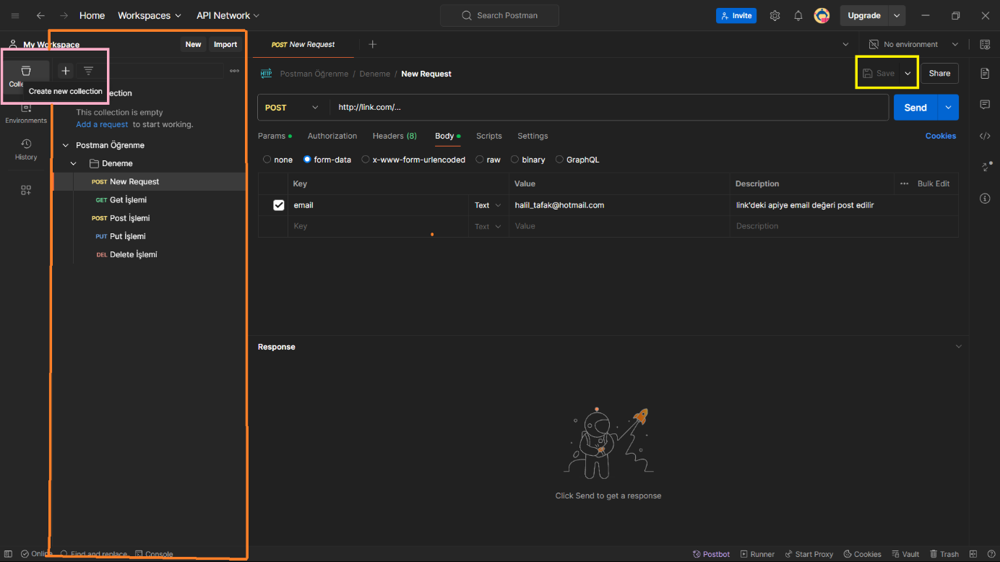 Home Workspaces API Network Search Postman Invite Upgrade
My Workspace New Import POST New Request No environment
Create new collection
This collection is empty
Add a request to start working.
Environments
History
Postman Öğrenme
Deneme
POST New Request
GET Get İşlemi
POST Post İşlemi
PUT Put İşlemi
DEL Delete İşlemi
HTTP Postman Öğrenme / Deneme / New Request Save Share
POST http://link.com/... Send
Params Authorization Headers (8) Body Scripts Settings Cookies
none form-data x-www-form-urlencoded raw binary GraphQL
Key Value Description Bulk Edit
email Text halil_tafak@hotmail.com link'deki apiye email değeri post edilir
Key Text Value Description
Response
Click Send to get a response
Online Find and replace Console Postbot Runner Start Proxy Cookies Vault Trash